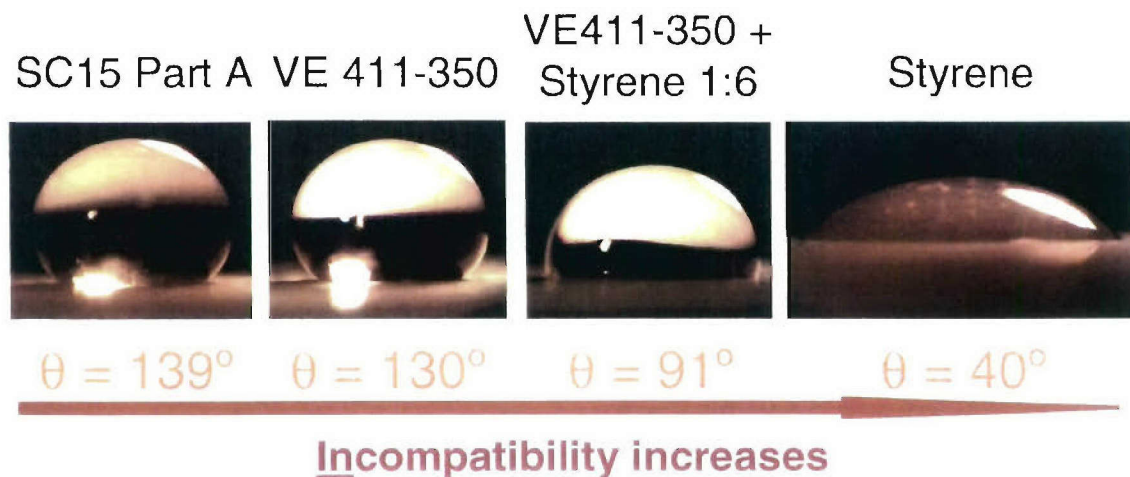 SC15 Part A
VE 411-350
VE411-350 +
Styrene 1:6
Styrene
θ = 139°
θ = 130°
θ = 91°
θ = 40°
Incompatibility increases